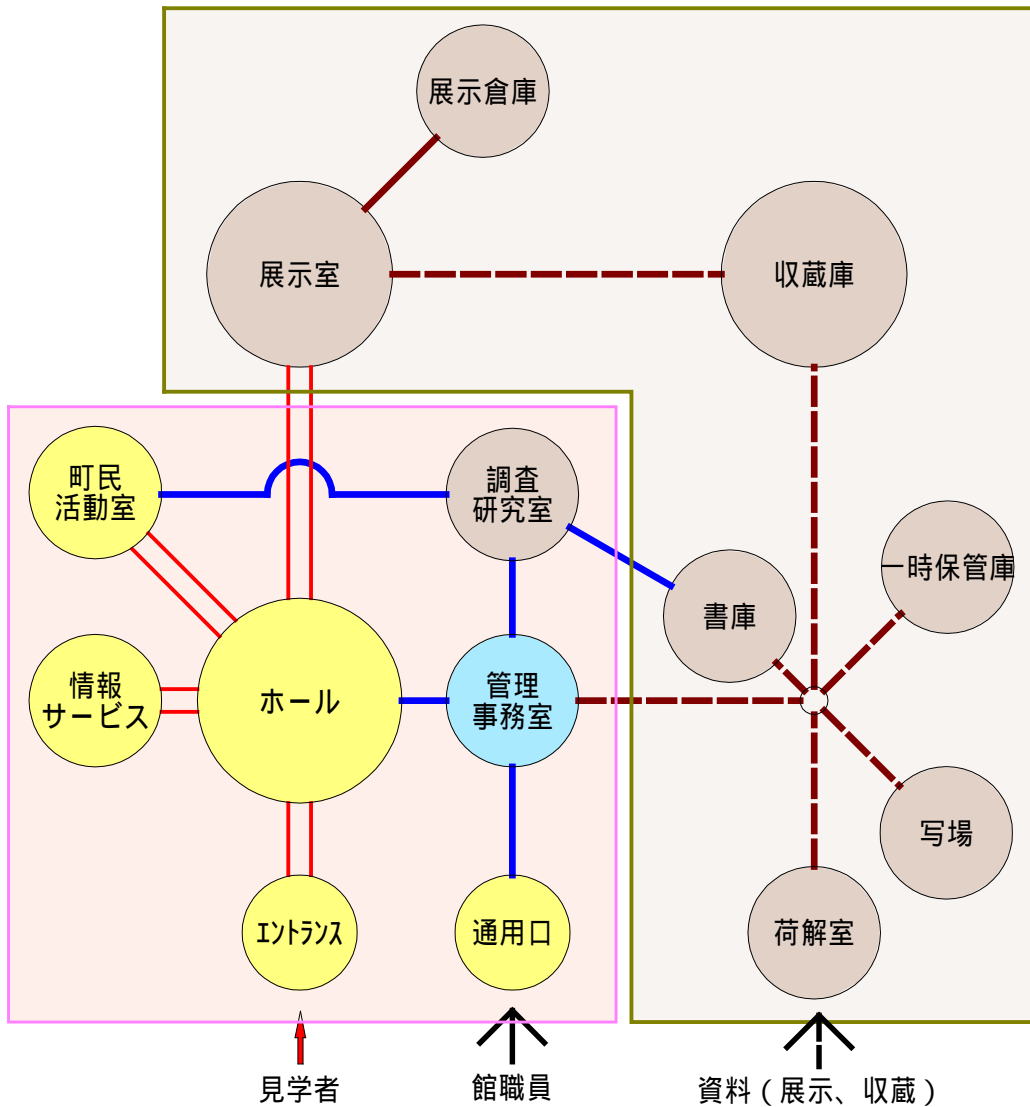 展示倉庫
展示室
収蔵庫
町民
活動室
調査
研究室
書庫
一時保管庫
情報
サービス
ホール
管理
事務室
写場
エントランス
通用口
荷解室
見学者
館職員
資料（展示、収蔵）